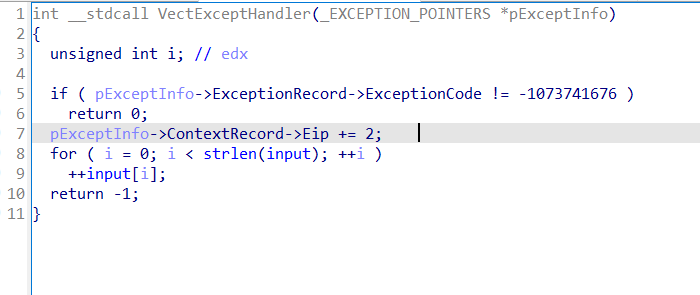 1 int __stdcall VectExceptHandler(_EXCEPTION_POINTERS *pExceptInfo)
2 {
3   unsigned int i; // edx
4
5   if ( pExceptInfo->ExceptionRecord->ExceptionCode != -1073741676 )
6     return 0;
7   pExceptInfo->ContextRecord->Eip += 2;
8   for ( i = 0; i < strlen(input); ++i )
9     ++input[i];
10   return -1;
11 }